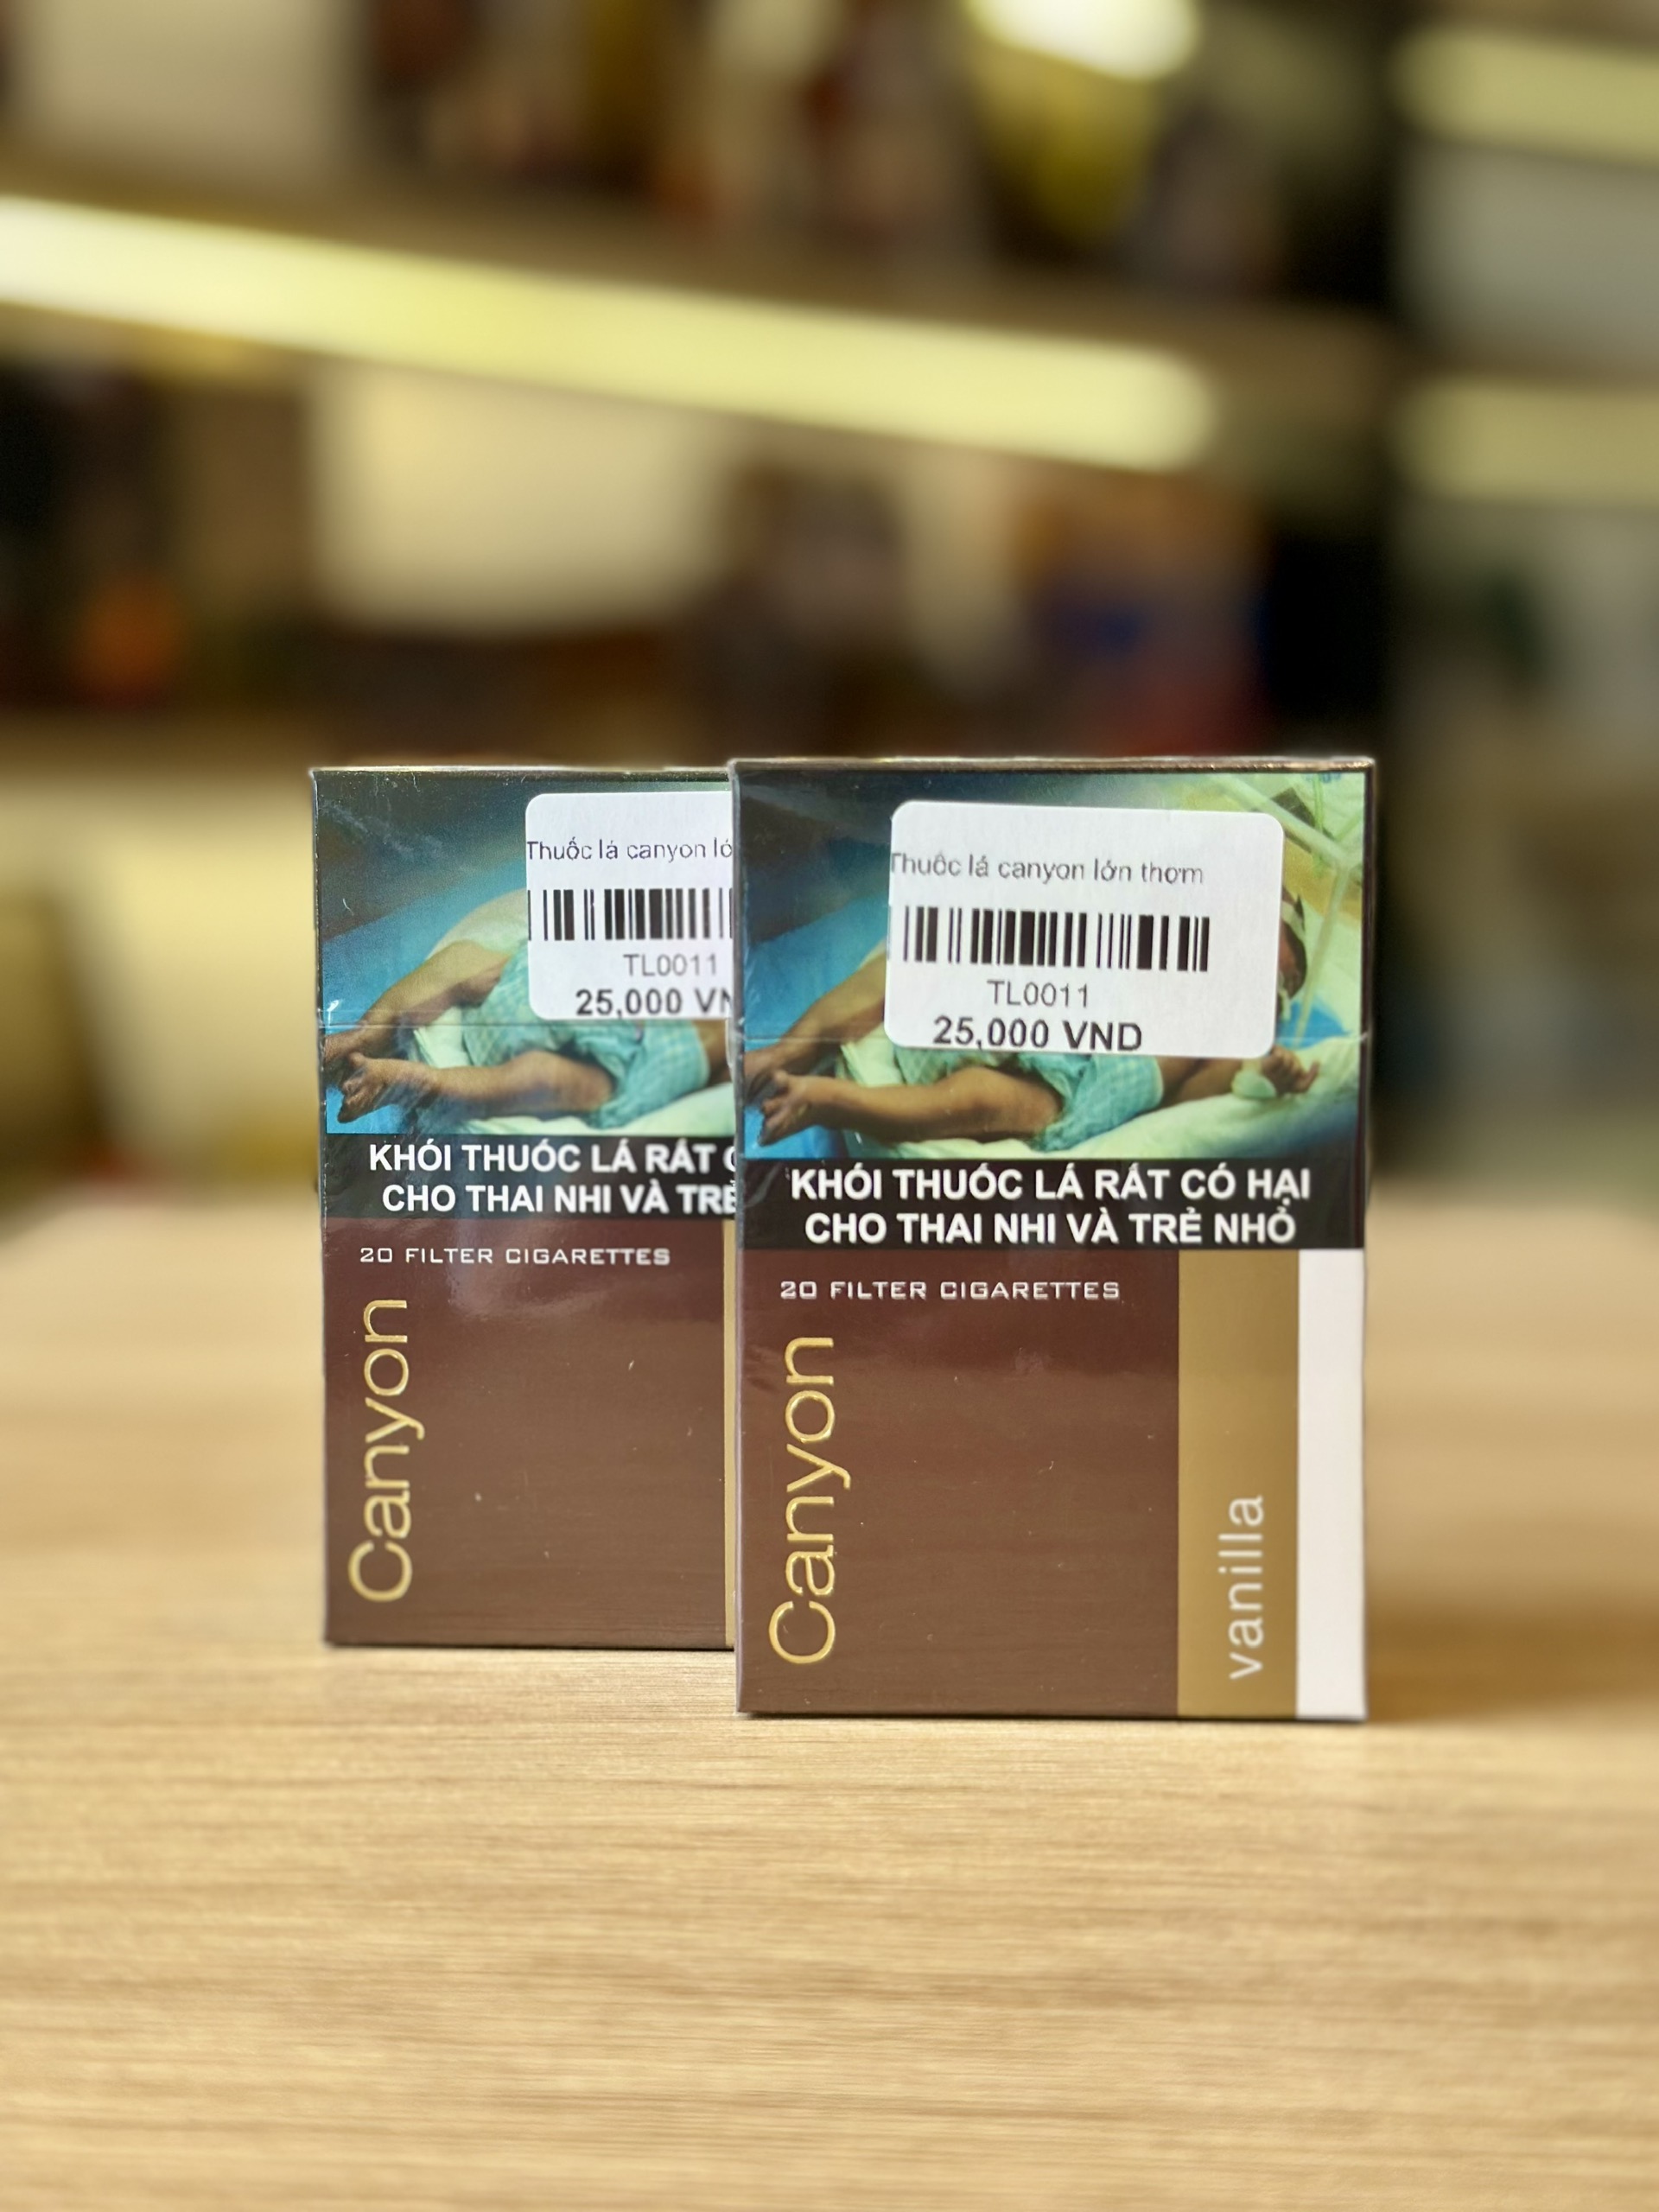 Thuốc lá canyon ló
TL0011
25,000 VN
KHÓI THUỐC LÁ RẤT C
CHO THAI NHI VÀ TRẺ
20 FILTER CIGARETTES
Canyon
Thuốc lá canyon lớn thơm
TL0011
25,000 VND
KHÓI THUỐC LÁ RẤT CÓ HẠI
CHO THAI NHI VÀ TRẺ NHỎ
20 FILTER CIGARETTES
Canyon
vanilla